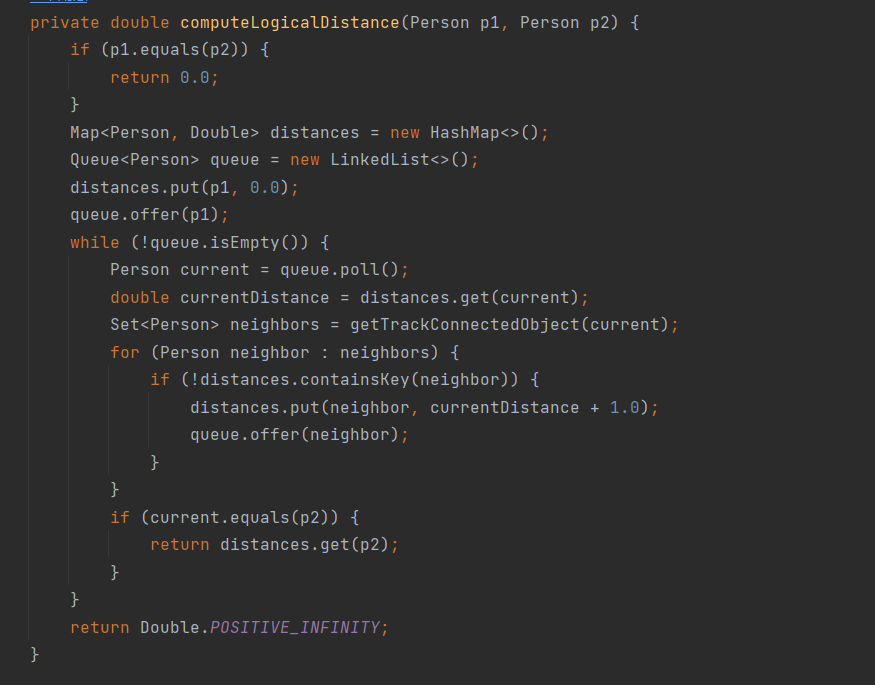 private double computeLogicalDistance(Person p1, Person p2) {
    if (p1.equals(p2)) {
        return 0.0;
    }
    Map<Person, Double> distances = new HashMap<>();
    Queue<Person> queue = new LinkedList<>();
    distances.put(p1, 0.0);
    queue.offer(p1);
    while (!queue.isEmpty()) {
        Person current = queue.poll();
        double currentDistance = distances.get(current);
        Set<Person> neighbors = getTrackConnectedObject(current);
        for (Person neighbor : neighbors) {
            if (!distances.containsKey(neighbor)) {
                distances.put(neighbor, currentDistance + 1.0);
                queue.offer(neighbor);
            }
        }
        if (current.equals(p2)) {
            return distances.get(p2);
        }
    }
    return Double.POSITIVE_INFINITY;
}